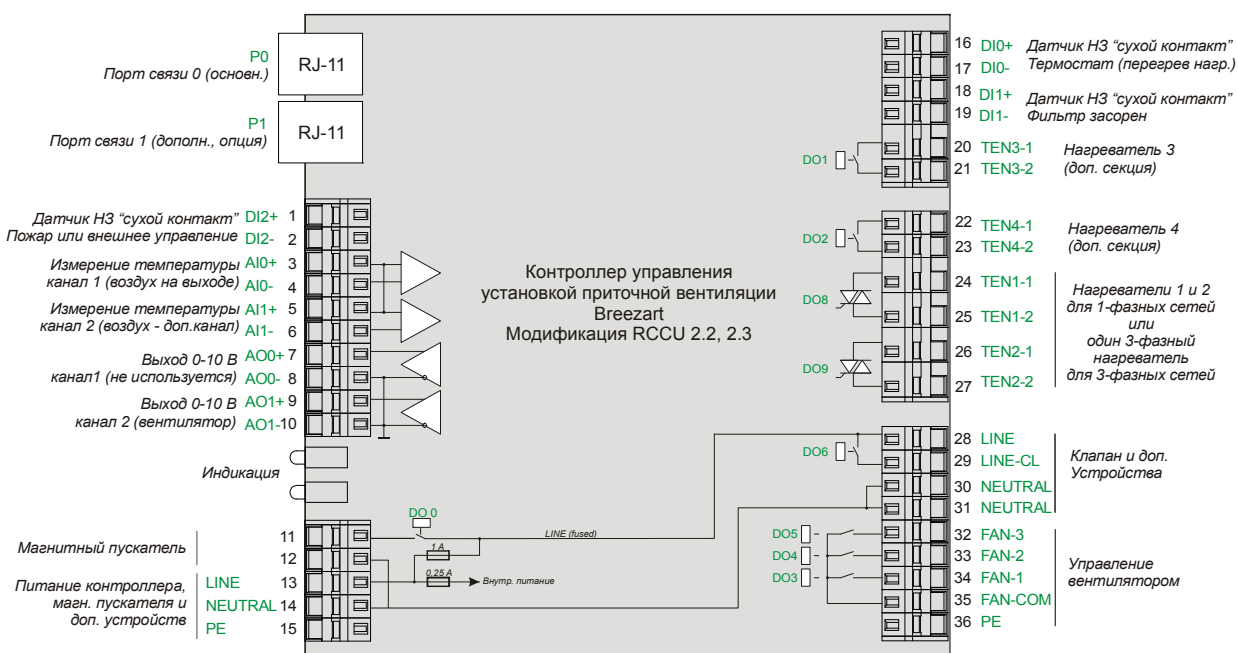 P0
Порт связи 0 (основн.)
RJ-11
P1
Порт связи 1 (дополн., опция)
RJ-11
Датчик НЗ “сухой контакт” DI2+ 1
Пожар или внешнее управление DI2- 2
Измерение температуры AI0+ 3
канал 1 (воздух на выходе) AI0- 4
Измерение температуры AI1+ 5
канал 2 (воздух - доп.канал) AI1- 6
Выход 0-10 В AO0+ 7
канал1 (не используется) AO0- 8
Выход 0-10 В AO1+ 9
канал 2 (вентилятор) AO1- 10
Индикация
Магнитный пускатель
11
12
Питание контроллера,
магн. пускателя и
доп. устройств
LINE 13
NEUTRAL 14
PE 15
Контроллер управления
установкой приточной вентиляции
Breezart
Модификация RCCU 2.2, 2.3
DO 0
1 A
0,25 A
Внутр. питание
LINE (fused)
16 DI0+ Датчик НЗ “сухой контакт”
17 DI0- Термостат (перегрев нагр.)
18 DI1+ Датчик НЗ “сухой контакт”
19 DI1- Фильтр засорен
DO1
20 TEN3-1 Нагреватель 3
21 TEN3-2 (доп. секция)
DO2
22 TEN4-1 Нагреватель 4
23 TEN4-2 (доп. секция)
DO8
24 TEN1-1
25 TEN1-2
DO9
26 TEN2-1
27 TEN2-2
Нагреватели 1 и 2
для 1-фазных сетей
или
один 3-фазный
нагреватель
для 3-фазных сетей
DO6
28 LINE
29 LINE-CL
30 NEUTRAL
31 NEUTRAL
Клапан и доп.
Устройства
DO5
DO4
DO3
32 FAN-3
33 FAN-2
34 FAN-1
35 FAN-COM
36 PE
Управление
вентилятором